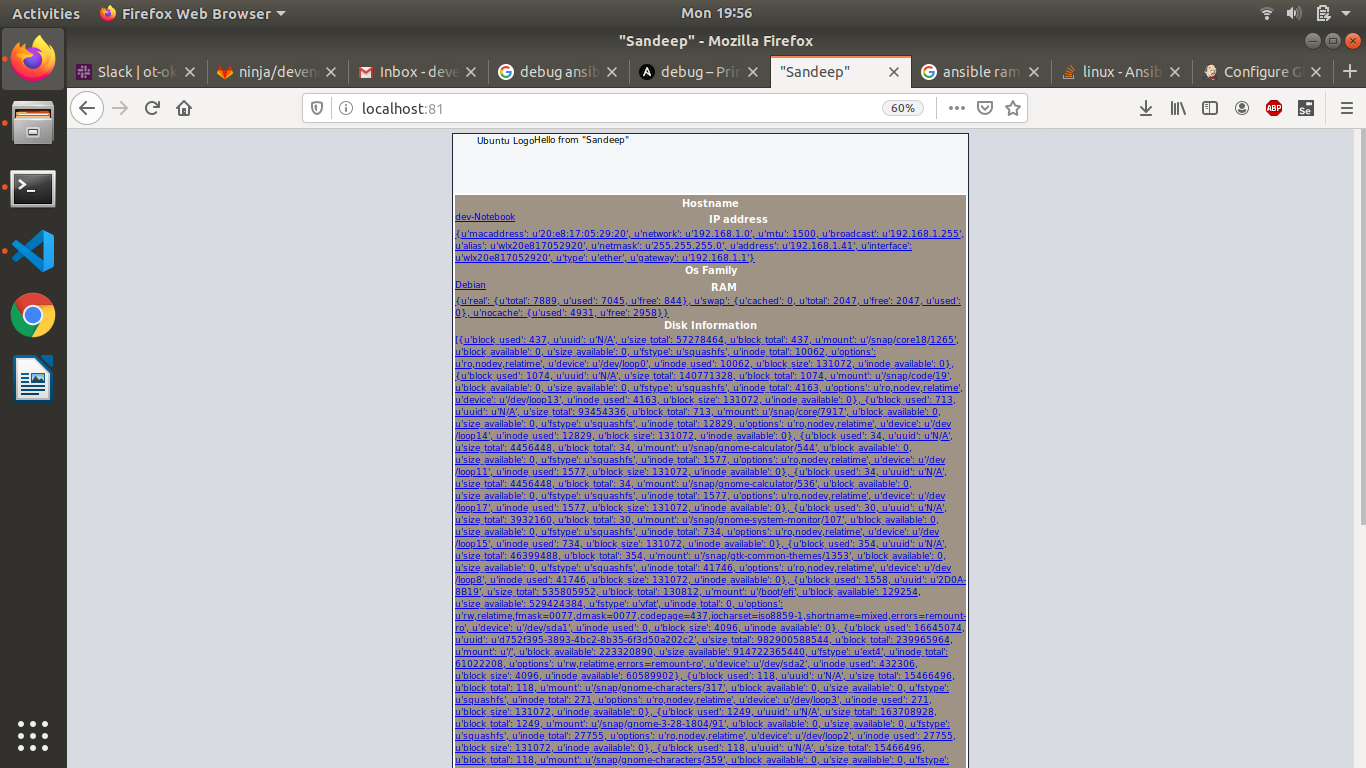 Activities
Firefox Web Browser
Mon 19:56
"Sandeep" - Mozilla Firefox
Slack | ot-ok
ninja/deven
Inbox - deve
debug ansib
debug – Prin
"Sandeep"
ansible ram
linux - Ansib
Configure G
localhost:81
60%
ABP
Se
Ubuntu LogoHello from "Sandeep"
Hostname
dev-Notebook
IP address
{u'macaddress': u'20:e8:17:05:29:20', u'network': u'192.168.1.0', u'mtu': 1500, u'broadcast': u'192.168.1.255',
u'alias': u'wlx20e817052920', u'netmask': u'255.255.255.0', u'address': u'192.168.1.41', u'interface':
u'wlx20e817052920', u'type': u'ether', u'gateway': u'192.168.1.1'}
Os Family
Debian
RAM
{u'real': {u'total': 7889, u'used': 7045, u'free': 844}, u'swap': {u'cached': 0, u'total': 2047, u'free': 2047, u'used':
0}, u'nocache': {u'used': 4931, u'free': 2958}}
Disk Information
[{u'block_used': 437, u'uuid': u'N/A', u'size_total': 57278464, u'block_total': 437, u'mount': u'/snap/core18/1265',
u'block_available': 0, u'size_available': 0, u'fstype': u'squashfs', u'inode_total': 10062, u'options':
u'ro,nodev,relatime', u'device': u'/dev/loop0', u'inode_used': 10062, u'block_size': 131072, u'inode_available': 0},
{u'block_used': 1074, u'uuid': u'N/A', u'size_total': 140771328, u'block_total': 1074, u'mount': u'/snap/code/19',
u'block_available': 0, u'size_available': 0, u'fstype': u'squashfs', u'inode_total': 4163, u'options': u'ro,nodev,relatime',
u'device': u'/dev/loop13', u'inode_used': 4163, u'block_size': 131072, u'inode_available': 0}, {u'block_used': 713,
u'uuid': u'N/A', u'size_total': 93454336, u'block_total': 713, u'mount': u'/snap/core/7917', u'block_available': 0,
u'size_available': 0, u'fstype': u'squashfs', u'inode_total': 12829, u'options': u'ro,nodev,relatime', u'device': u'/dev
/loop14', u'inode_used': 12829, u'block_size': 131072, u'inode_available': 0}, {u'block_used': 34, u'uuid': u'N/A',
u'size_total': 4456448, u'block_total': 34, u'mount': u'/snap/gnome-calculator/544', u'block_available': 0,
u'size_available': 0, u'fstype': u'squashfs', u'inode_total': 1577, u'options': u'ro,nodev,relatime', u'device': u'/dev
/loop11', u'inode_used': 1577, u'block_size': 131072, u'inode_available': 0}, {u'block_used': 34, u'uuid': u'N/A',
u'size_total': 4456448, u'block_total': 34, u'mount': u'/snap/gnome-calculator/536', u'block_available': 0,
u'size_available': 0, u'fstype': u'squashfs', u'inode_total': 1577, u'options': u'ro,nodev,relatime', u'device': u'/dev
/loop17', u'inode_used': 1577, u'block_size': 131072, u'inode_available': 0}, {u'block_used': 30, u'uuid': u'N/A',
u'size_total': 3932160, u'block_total': 30, u'mount': u'/snap/gnome-system-monitor/107', u'block_available': 0,
u'size_available': 0, u'fstype': u'squashfs', u'inode_total': 734, u'options': u'ro,nodev,relatime', u'device': u'/dev
/loop15', u'inode_used': 734, u'block_size': 131072, u'inode_available': 0}, {u'block_used': 354, u'uuid': u'N/A',
u'size_total': 46399488, u'block_total': 354, u'mount': u'/snap/gtk-common-themes/1353', u'block_available': 0,
u'size_available': 0, u'fstype': u'squashfs', u'inode_total': 41746, u'options': u'ro,nodev,relatime', u'device': u'/dev
/loop8', u'inode_used': 41746, u'block_size': 131072, u'inode_available': 0}, {u'block_used': 1558, u'uuid': u'2D0A-
8B19', u'size_total': 535805952, u'block_total': 130812, u'mount': u'/boot/efi', u'block_available': 129254,
u'size_available': 529424384, u'fstype': u'vfat', u'inode_total': 0, u'options':
u'rw,relatime,fmask=0077,dmask=0077,codepage=437,iocharset=iso8859-1,shortname=mixed,errors=remount-
ro', u'device': u'/dev/sda1', u'inode_used': 0, u'block_size': 4096, u'inode_available': 0}, {u'block_used': 16645074,
u'uuid': u'd752f395-3893-4bc2-8b35-6f3d50a202c2', u'size_total': 982900588544, u'block_total': 239965964,
u'mount': u'/', u'block_available': 223320890, u'size_available': 914722365440, u'fstype': u'ext4', u'inode_total':
61022208, u'options': u'rw,relatime,errors=remount-ro', u'device': u'/dev/sda2', u'inode_used': 432306,
u'block_size': 4096, u'inode_available': 60589902}, {u'block_used': 118, u'uuid': u'N/A', u'size_total': 15466496,
u'block_total': 118, u'mount': u'/snap/gnome-characters/317', u'block_available': 0, u'size_available': 0, u'fstype':
u'squashfs', u'inode_total': 271, u'options': u'ro,nodev,relatime', u'device': u'/dev/loop3', u'inode_used': 271,
u'block_size': 131072, u'inode_available': 0}, {u'block_used': 1249, u'uuid': u'N/A', u'size_total': 163708928,
u'block_total': 1249, u'mount': u'/snap/gnome-3-28-1804/91', u'block_available': 0, u'size_available': 0, u'fstype':
u'squashfs', u'inode_total': 27755, u'options': u'ro,nodev,relatime', u'device': u'/dev/loop2', u'inode_used': 27755,
u'block_size': 131072, u'inode_available': 0}, {u'block_used': 118, u'uuid': u'N/A', u'size_total': 15466496,
u'block_total': 118, u'mount': u'/snap/gnome-characters/359', u'block_available': 0, u'size_available': 0, u'fstype':